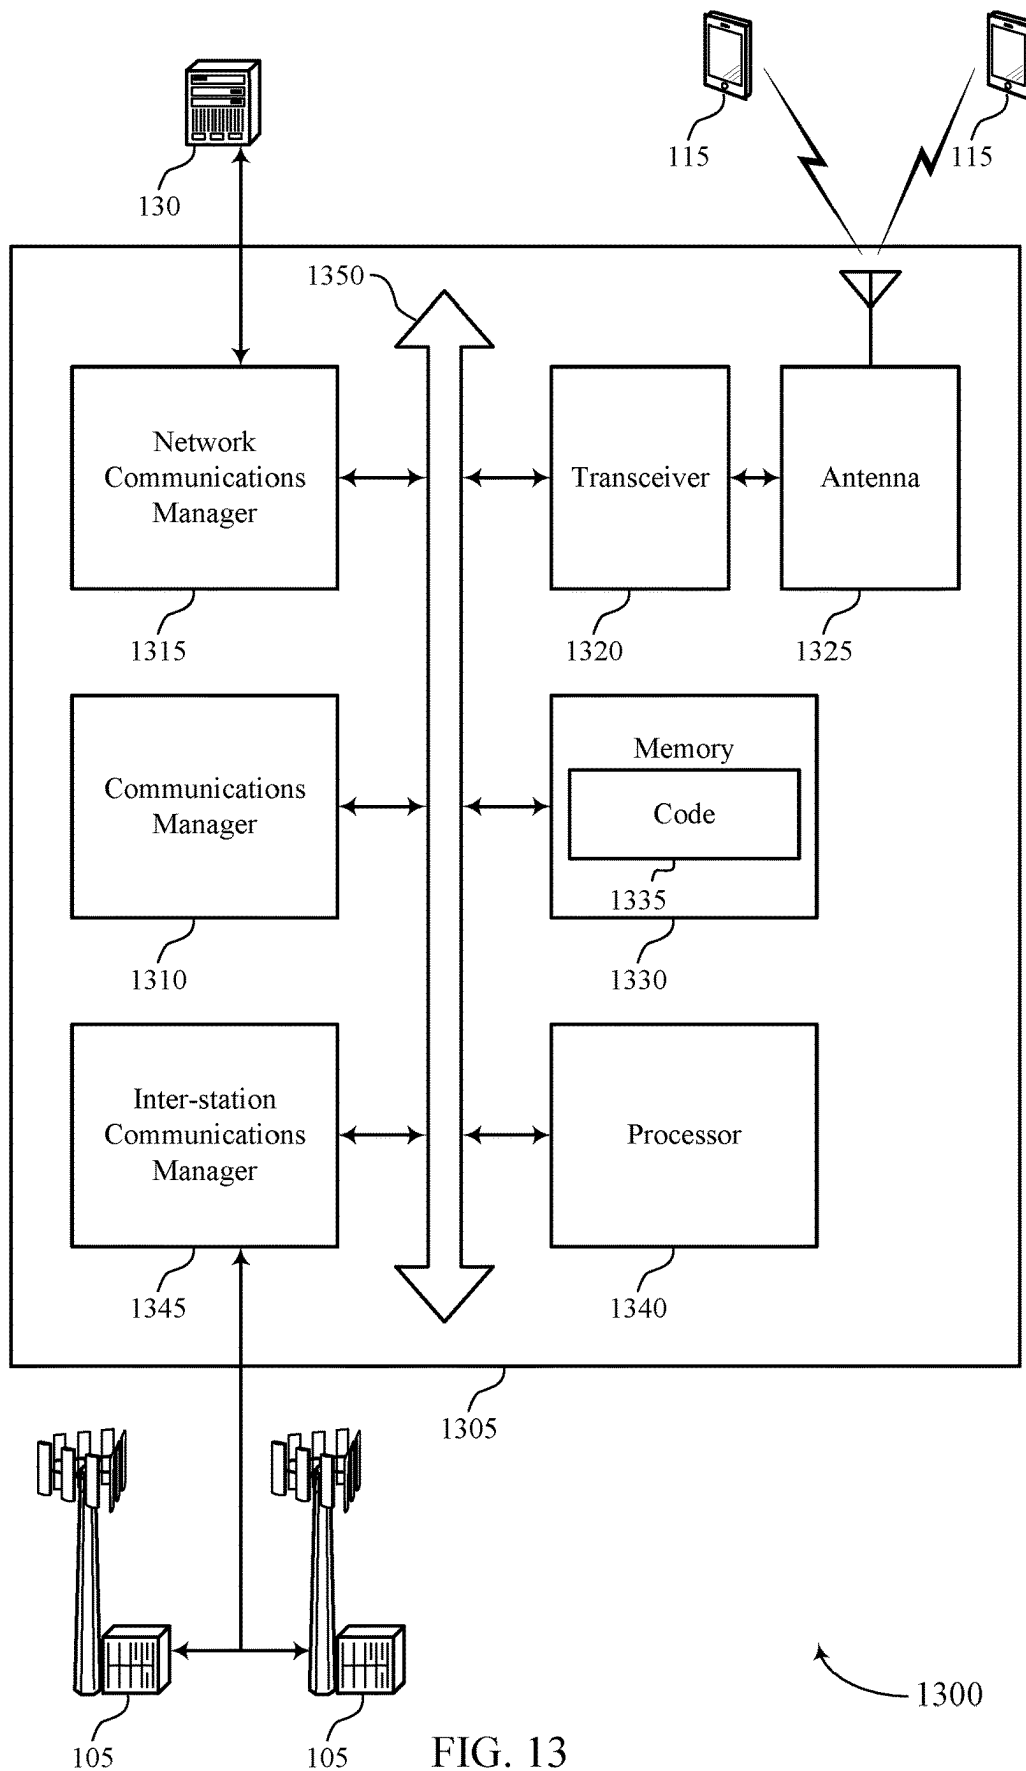 115
115
130
1350
Network
Communications
Manager
Transceiver
Antenna
1315
1320
1325
Communications
Manager
Memory
Code
1335
1310
1330
Inter-station
Communications
Manager
Processor
1345
1340
1305
1300
105
105
FIG. 13